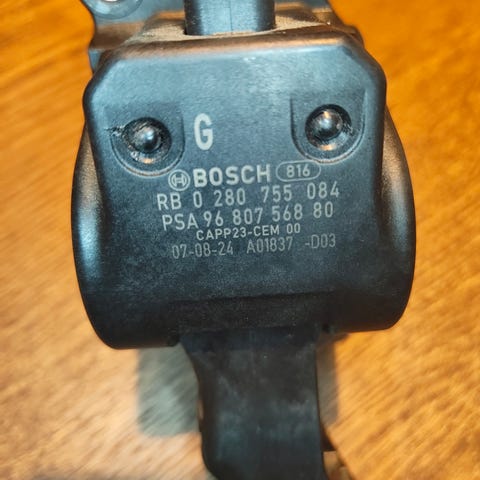 G
BOSCH 816
RB 0 280 755 084
PSA 96 807 568 80
CAPP23-CEM 00
07-08-24 A01837 -D03